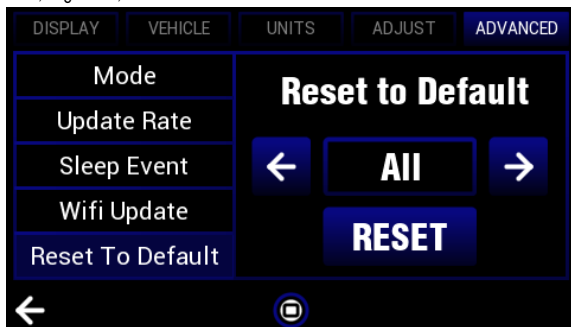 DISPLAY VEHICLE UNITS ADJUST ADVANCED
Mode
Update Rate
Sleep Event
Wifi Update
Reset To Default
Reset to Default
All
RESET